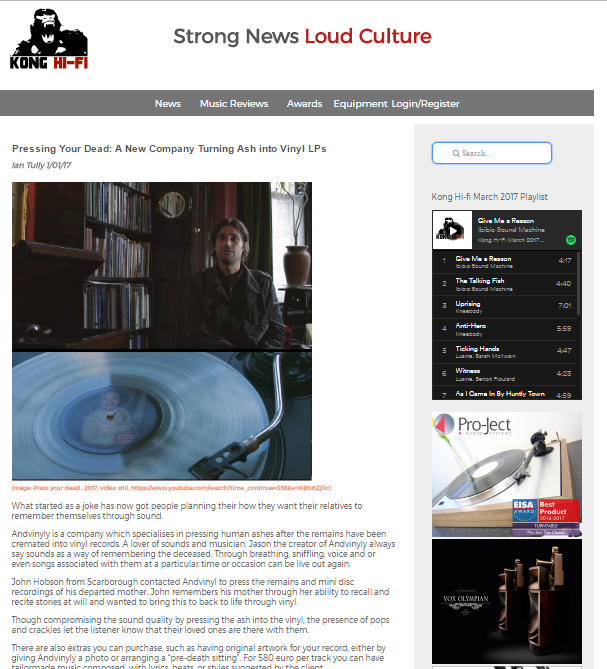 KONG HI-FI
Strong News Loud Culture
News Music Reviews Awards Equipment Login/Register
Pressing Your Dead: A New Company Turning Ash into Vinyl LPs
Ian Tully 1/01/17
Image: Press your dead , 2017, video still, https://www.youtube.com/watch?time_continue=336&v=
What started as a joke has now got people planning their how they want their relatives to
remember themselves through sound.
Andvinyly is a company which specialises in pressing human ashes after the remains have been
cremated into vinyl records. A lover of sounds and musician, Jason the creator of Andvinyly always
say sounds as a way of remembering the deceased. Through breathing, sniffling, voice and or
even songs associated with them at a particular time or occasion can be live out again.
John Hobson from Scarborough contacted Andvinyl to press the remains and mini disc
recordings of his departed mother. John remembers his mother through her ability to recall and
recite stories at will and wanted to bring this to back to life through vinyl.
Though compromising the sound quality by pressing the ash into the vinyl, the presence of pops
and crackles let the listener know that their loved ones are there with them.
There are also extras you can purchase, such as having original artwork for your record, either by
giving Andvinyly a photo or arranging a "pre-death sitting". For 580 euro per track you can have
tailormade music composed, with lyrics, beats, or styles suggested by the client.
Search...
Kong Hi-fi March 2017 Playlist
KONG HI-FI
Give Me a Reason
Ibibio Sound Machine
Kong Hi-Fi March 2017...
1 Give Me a Reason 4:17
Ibibio Sound Machine
2 The Talking Fish 4:40
Ibibio Sound Machine
3 Uprising 7:01
Kneebody
4 Anti-Hero 5:59
Kneebody
5 Ticking Hands 4:47
Lusine, Sarah McIlwain
6 Witness 4:23
Lusine, Benoit Pioulard
7 As I Came In By Huntly Town 4:59
Pro-Ject
AUDIO SYSTEMS
EISA
AWARD
Best
Product
2016-2017
TURNTABLE
Pro-Ject The Classic
VOX OLYMPIAN